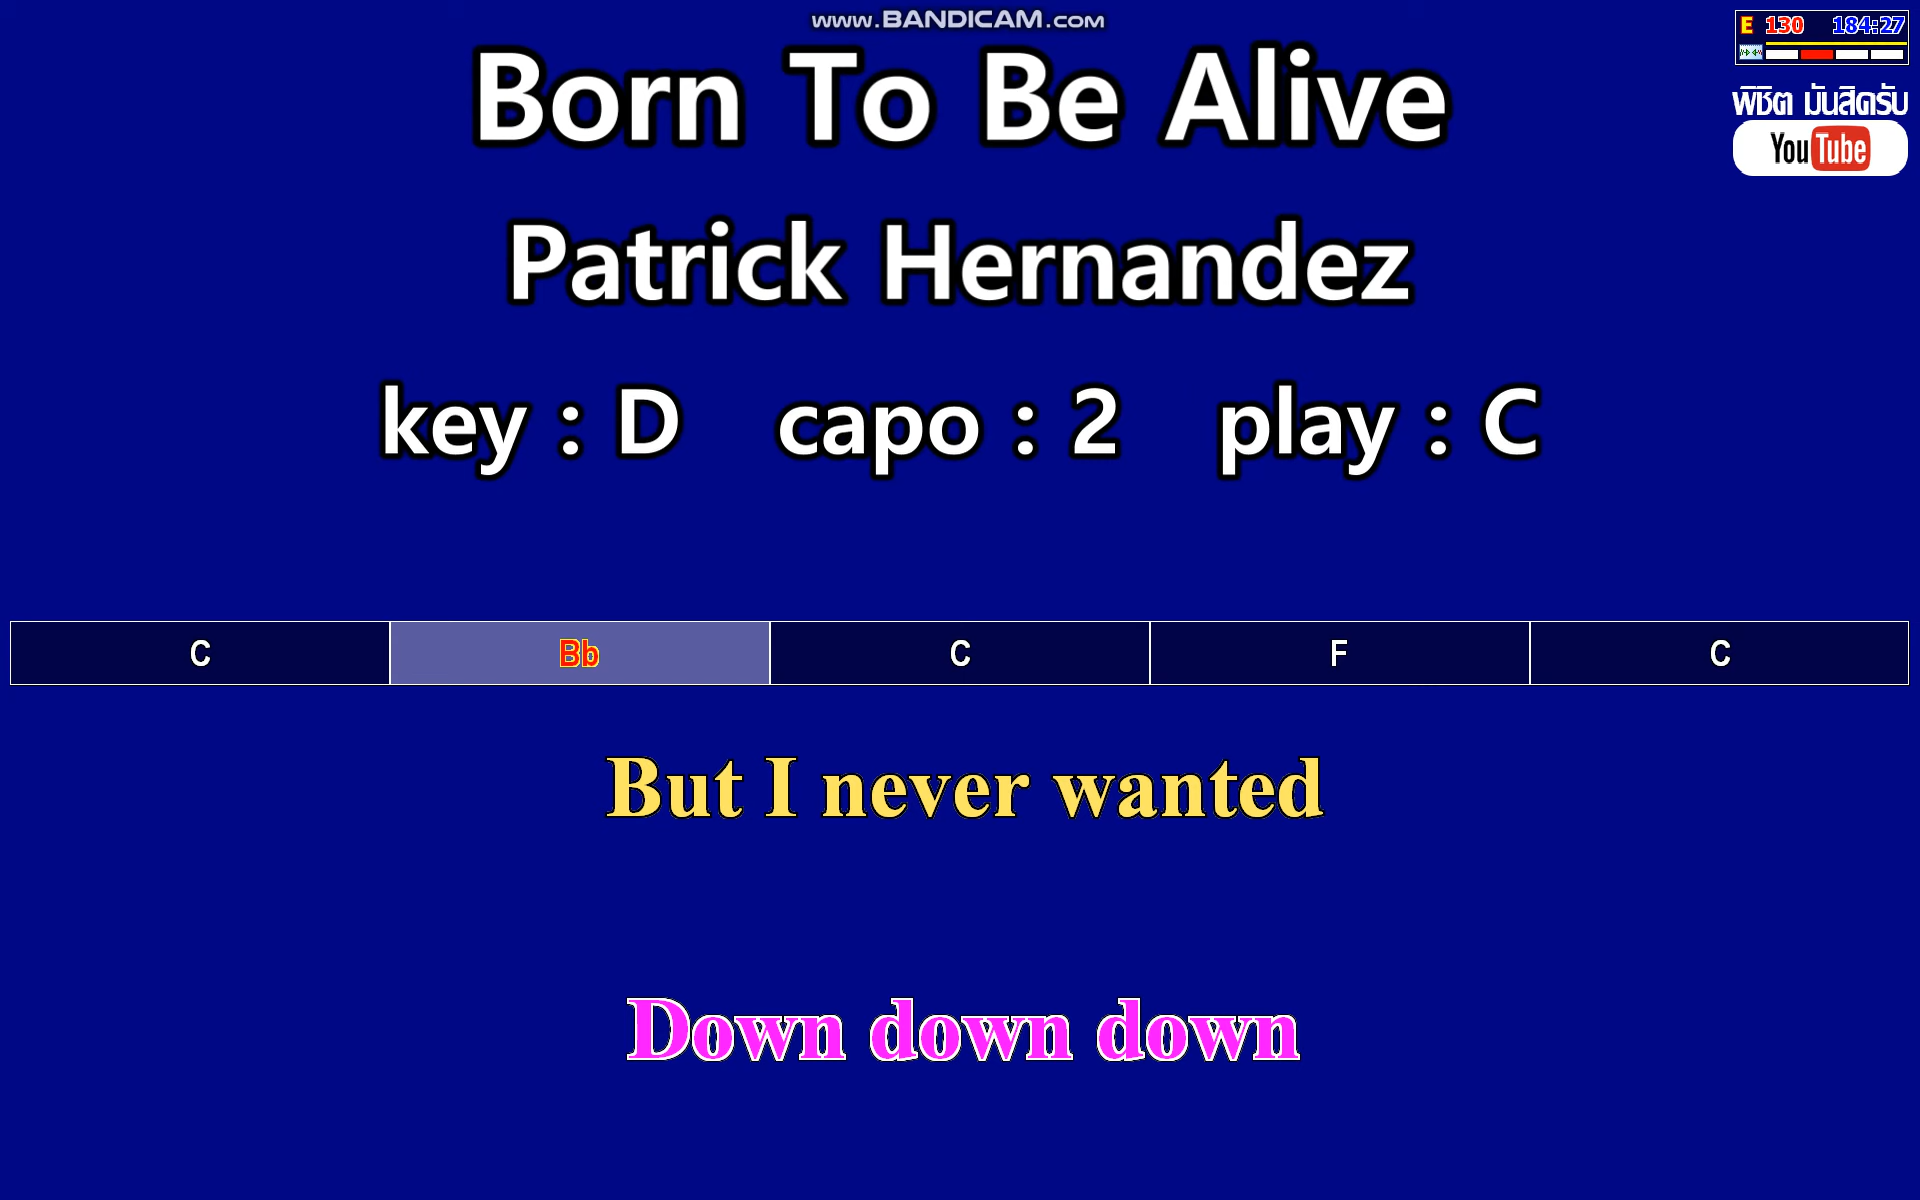 www.BANDICAM.com
E 130 184:27
Born To Be Alive
พิชิต มันสิครับ
YouTube
Patrick Hernandez
key : D capo : 2 play : C
C Bb C F C
But I never wanted
Down down down